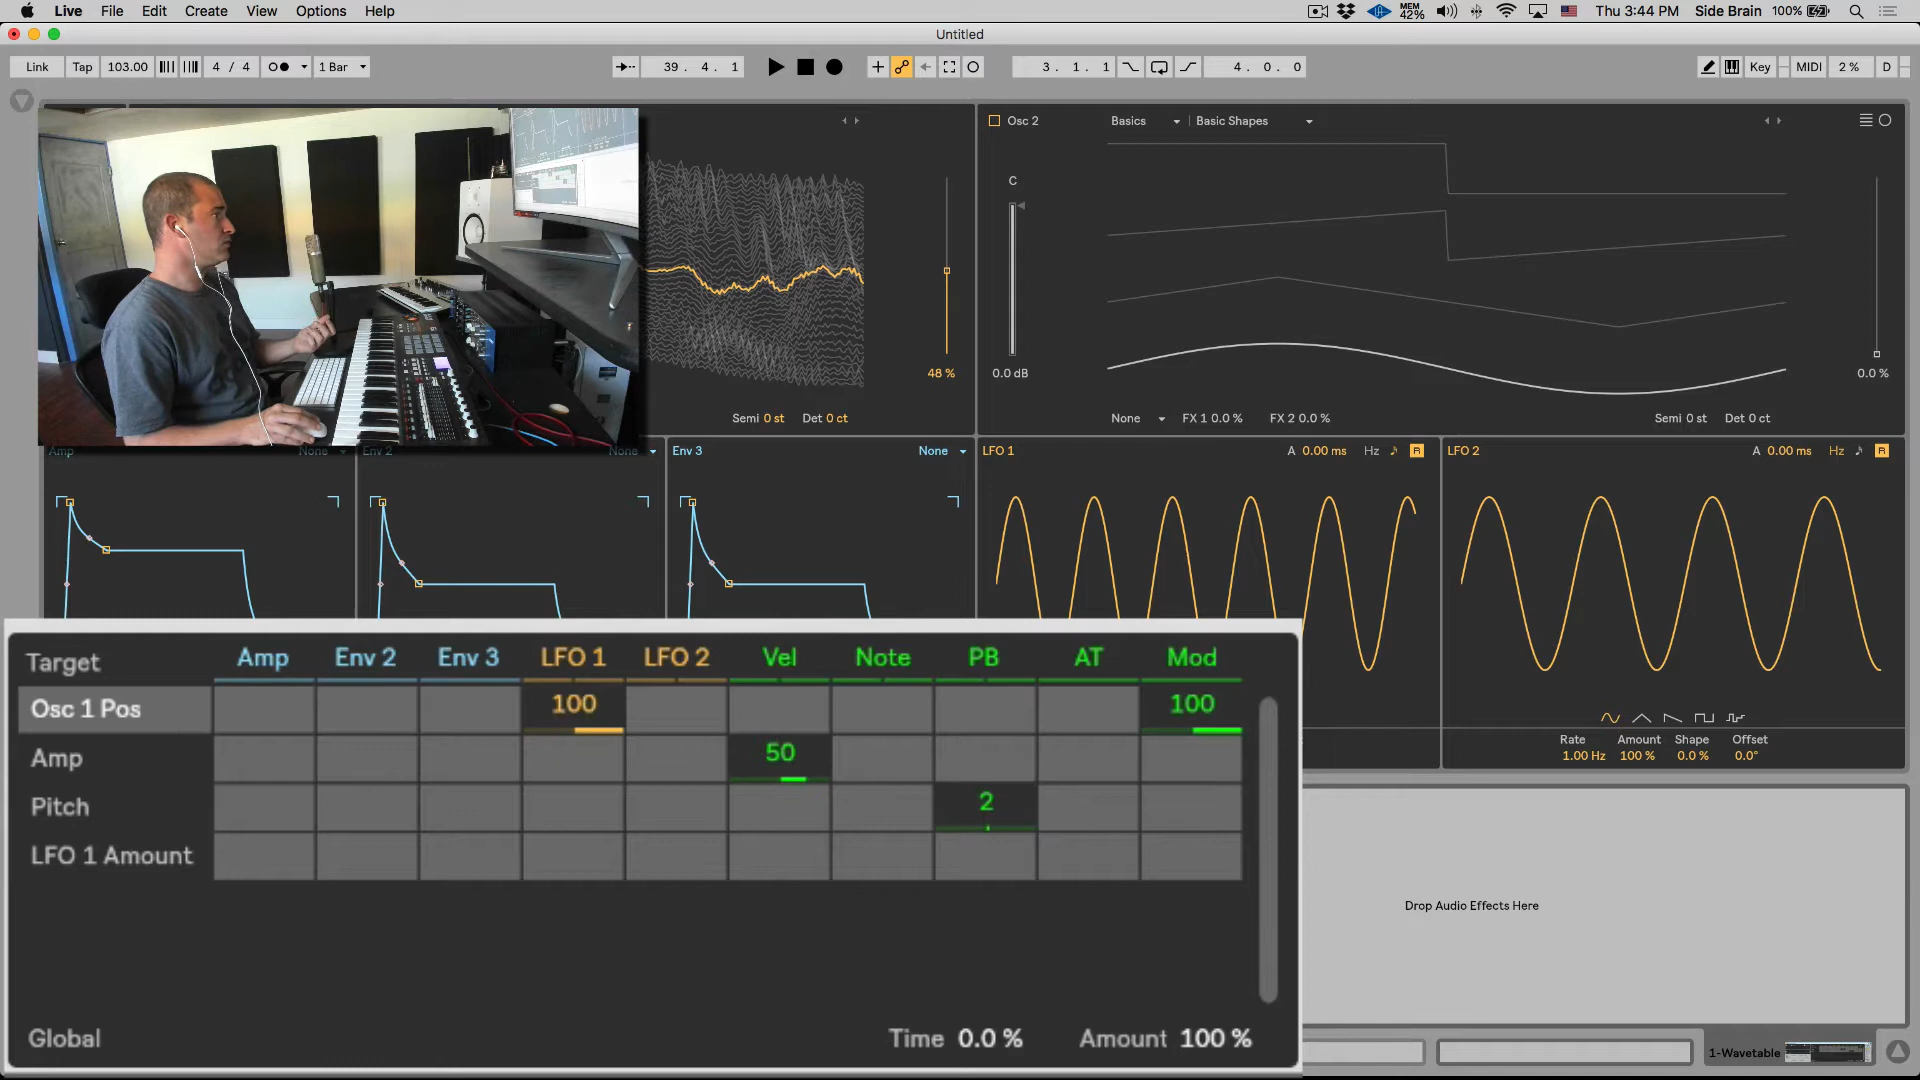 Live File Edit Create View Options Help MEM 42% Thu 3:44 PM Side Brain 100%
Untitled
Link Tap 103.00 4 / 4 1 Bar 39. 4. 1 3. 1. 1 4. 0. 0 Key MIDI 2 % D
Osc 2 Basics Basic Shapes
C
48 % 0.0 dB 0.0 %
Semi 0 st Det 0 ct None FX 1 0.0 % FX 2 0.0 % Semi 0 st Det 0 ct
Amp None Env 2 None Env 3 None LFO 1 A 0.00 ms Hz R LFO 2 A 0.00 ms Hz R
Target Amp Env 2 Env 3 LFO 1 LFO 2 Vel Note PB AT Mod
Osc 1 Pos 100 100
Amp 50
Pitch 2
LFO 1 Amount
Rate Amount Shape Offset
1.00 Hz 100 % 0.0 % 0.0°
Drop Audio Effects Here
Global Time 0.0 % Amount 100 %
1-Wavetable